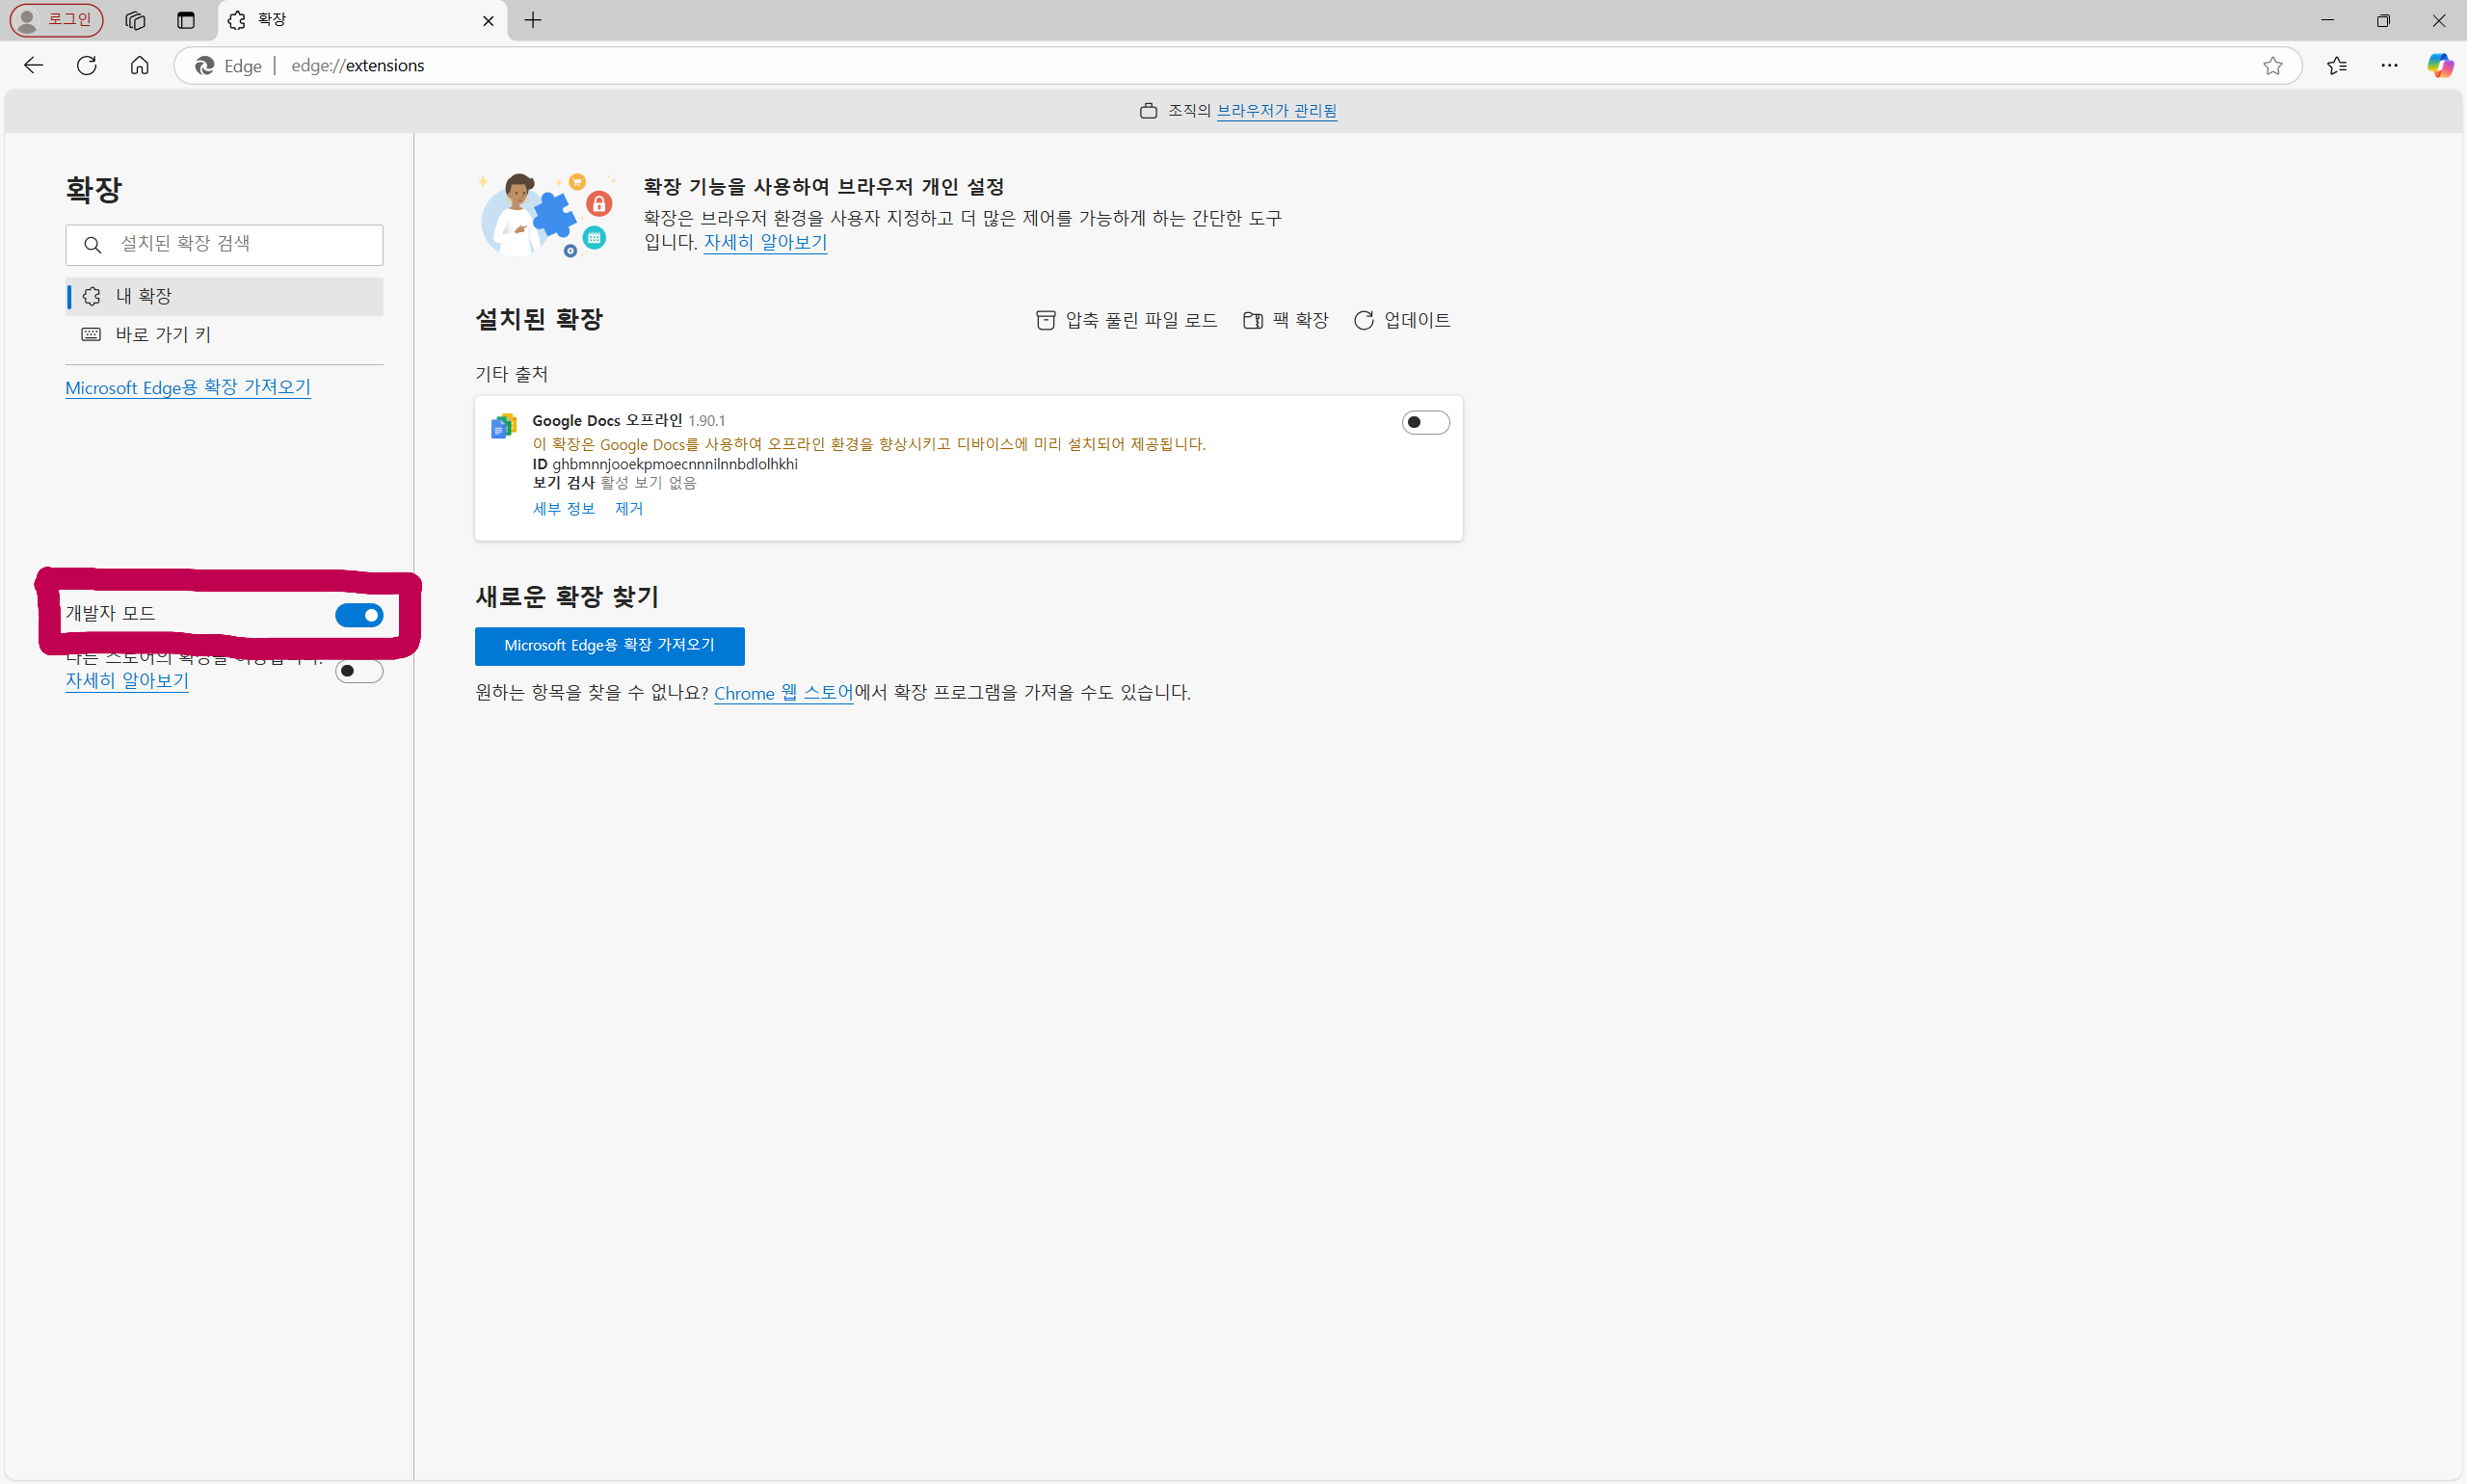 로그인
확장
Edge
edge://extensions
조직의 브라우저가 관리됨
확장
설치된 확장 검색
내 확장
바로 가기 키
Microsoft Edge용 확장 가져오기
개발자 모드
다른 스토어의 확장을 허용합니다.
자세히 알아보기
확장 기능을 사용하여 브라우저 개인 설정
확장은 브라우저 환경을 사용자 지정하고 더 많은 제어를 가능하게 하는 간단한 도구
입니다. 자세히 알아보기
설치된 확장
압축 풀린 파일 로드
팩 확장
업데이트
기타 출처
Google Docs 오프라인 1.90.1
이 확장은 Google Docs를 사용하여 오프라인 환경을 향상시키고 디바이스에 미리 설치되어 제공됩니다.
ID ghbmnnjooekpmoecnnnilnnbdlolhkhi
보기 검사 활성 보기 없음
세부 정보 제거
새로운 확장 찾기
Microsoft Edge용 확장 가져오기
원하는 항목을 찾을 수 없나요? Chrome 웹 스토어에서 확장 프로그램을 가져올 수도 있습니다.